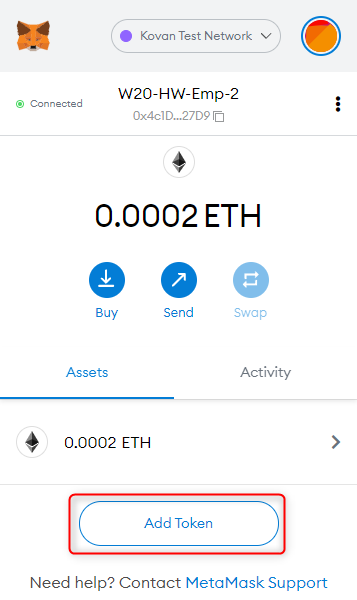 Kovan Test Network
Connected
W20-HW-Emp-2
0x4c1D...27D9
0.0002 ETH
Buy
Send
Swap
Assets
Activity
0.0002 ETH
Add Token
Need help? Contact MetaMask Support